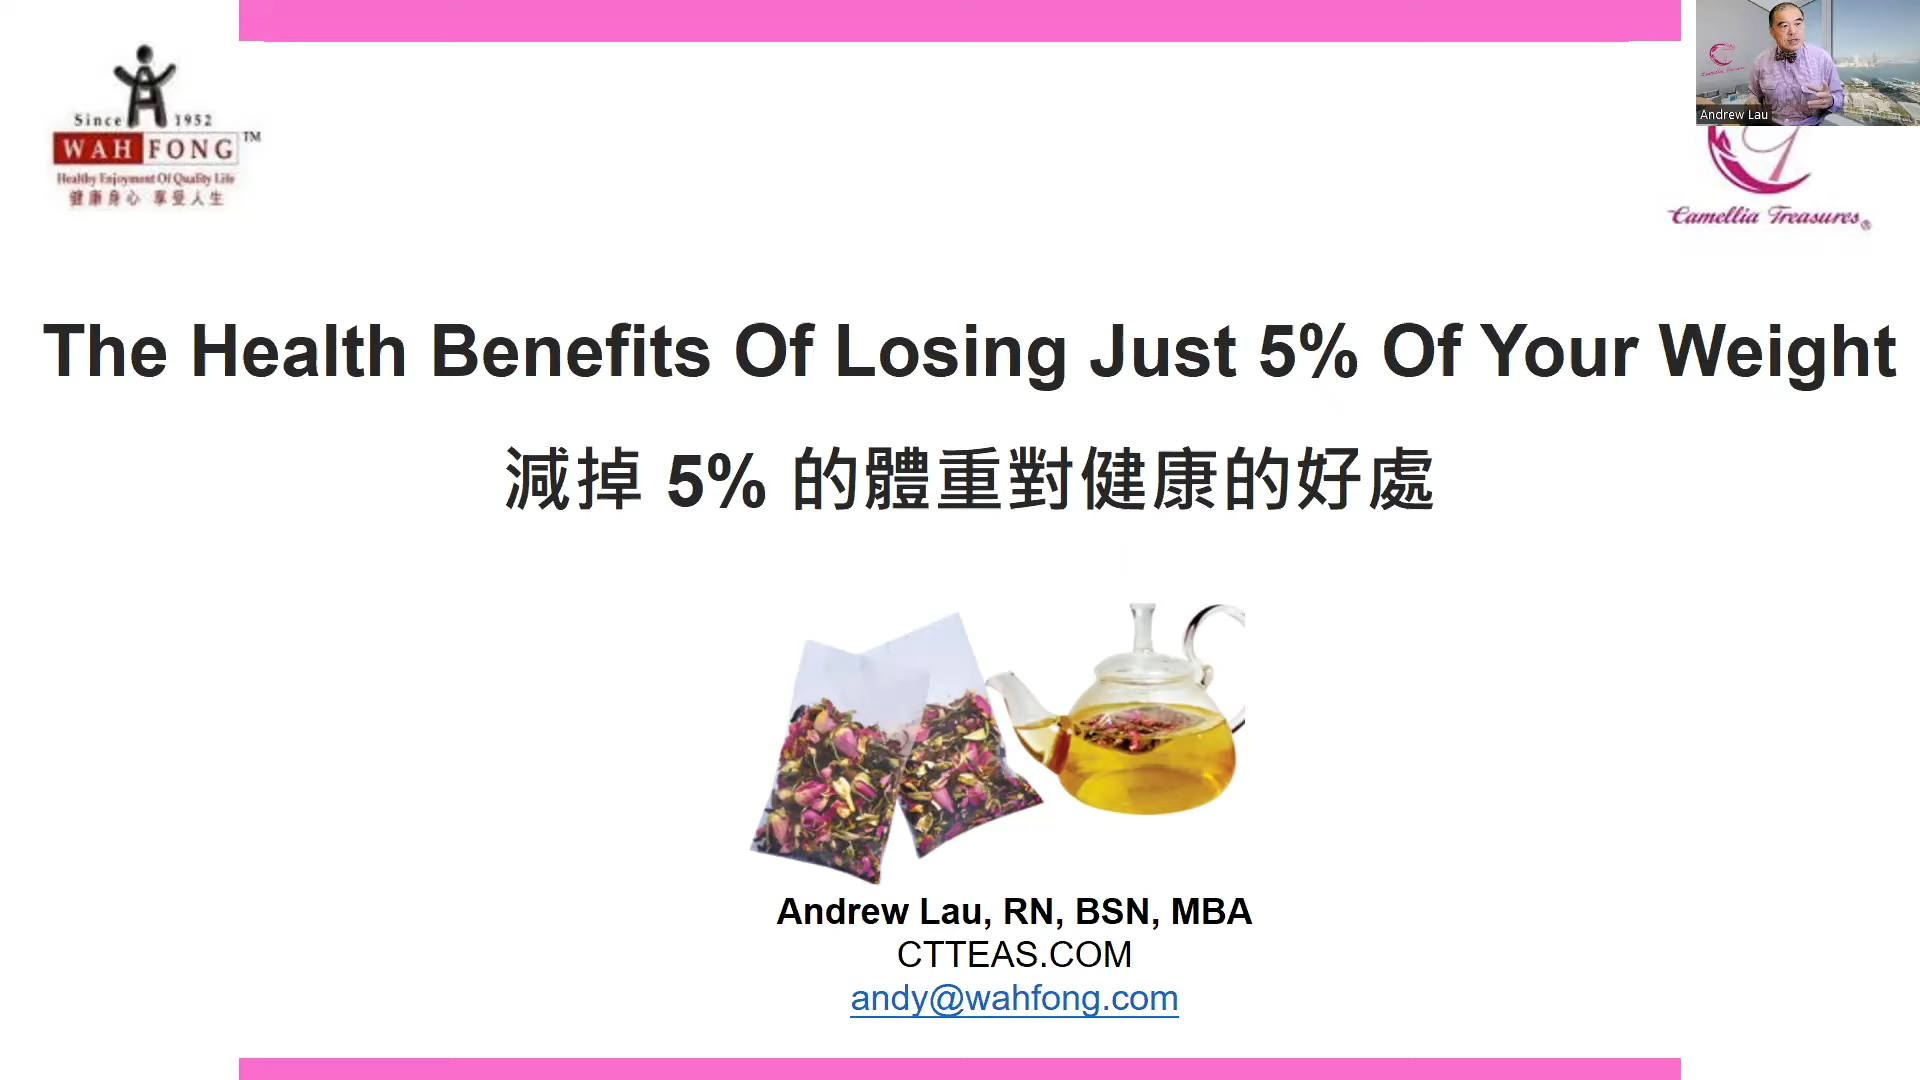 Since 1952
WAH FONG™
Healthy Enjoyment Of Quality Life
健康身心 享受人生
Andrew Lau
Camellia Treasures®
The Health Benefits Of Losing Just 5% Of Your Weight
減掉 5% 的體重對健康的好處
Andrew Lau, RN, BSN, MBA
CTTEAS.COM
andy@wahfong.com